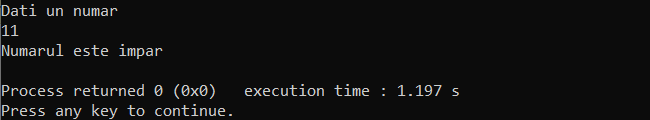 Dati un numar
11
Numarul este impar
Process returned 0 (0x0)   execution time : 1.197 s
Press any key to continue.